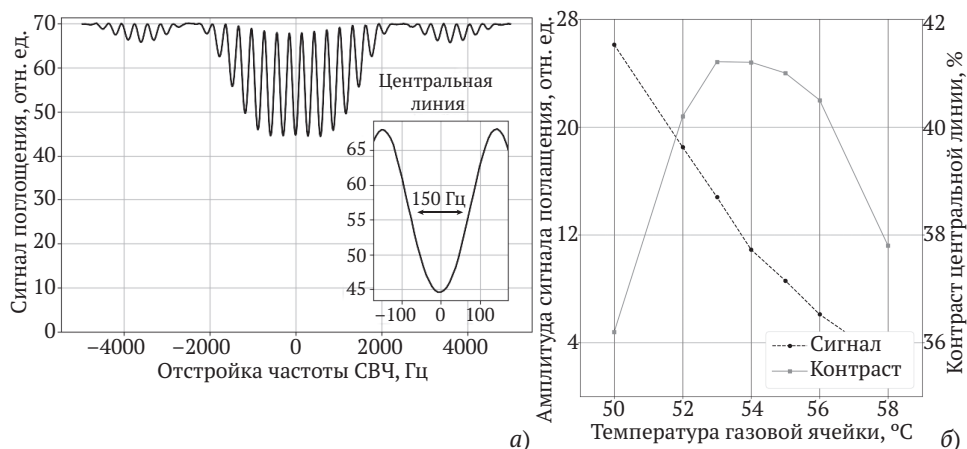 Сигнал поглощения, отн. ед.
70
60
50
40
30
20
10
0
−4000
−2000
0
2000
4000
Отстройка частоты СВЧ, Гц
Центральная
линия
65
60
55
50
45
150 Гц
−100
0
100
а)
Амплитуда сигнала поглащения, отн. ед.
28
20
12
4
Контраст центральной линии, %
42
40
38
36
Сигнал
Контраст
50
52
54
56
58
Температура газовой ячейки, °C
б)